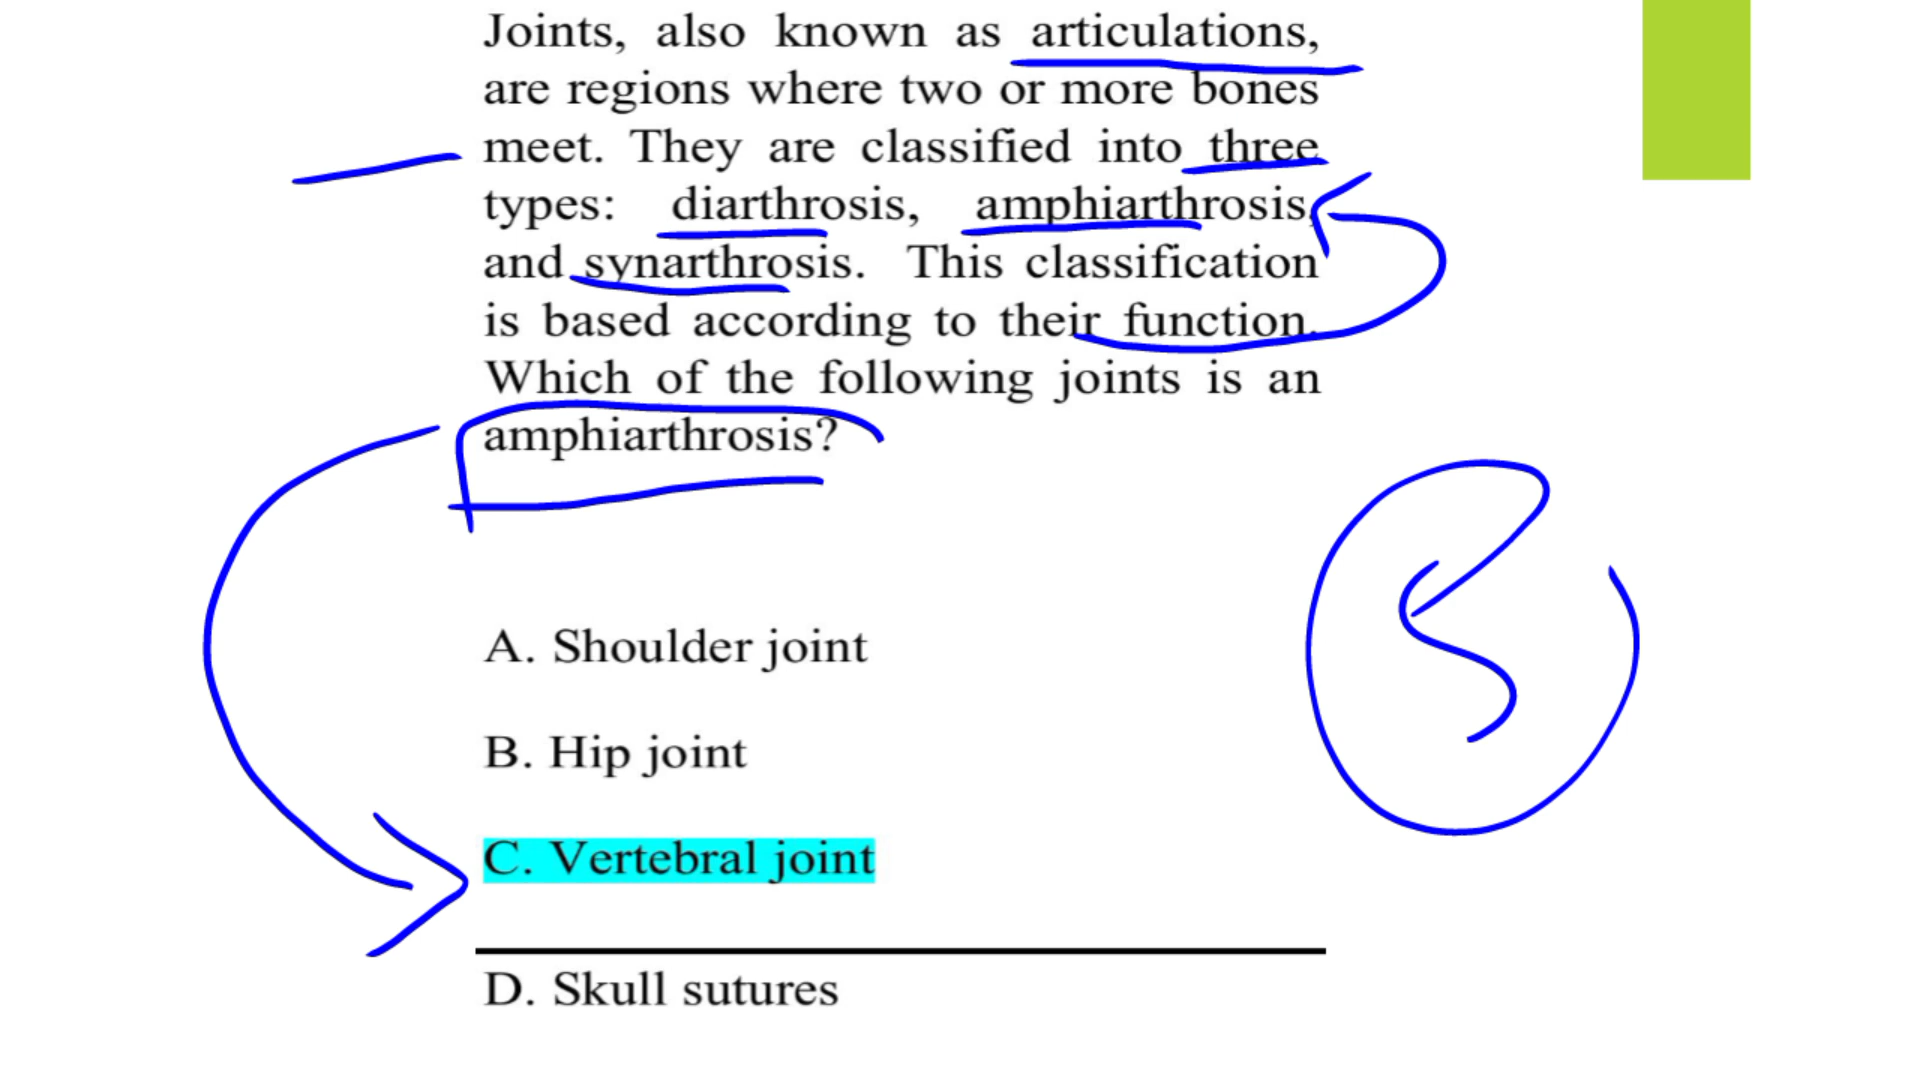 Joints, also known as articulations,
are regions where two or more bones
meet. They are classified into three
types: diarthrosis, amphiarthrosis,
and synarthrosis. This classification
is based according to their function.
Which of the following joints is an
amphiarthrosis?
A. Shoulder joint
B. Hip joint
C. Vertebral joint
D. Skull sutures